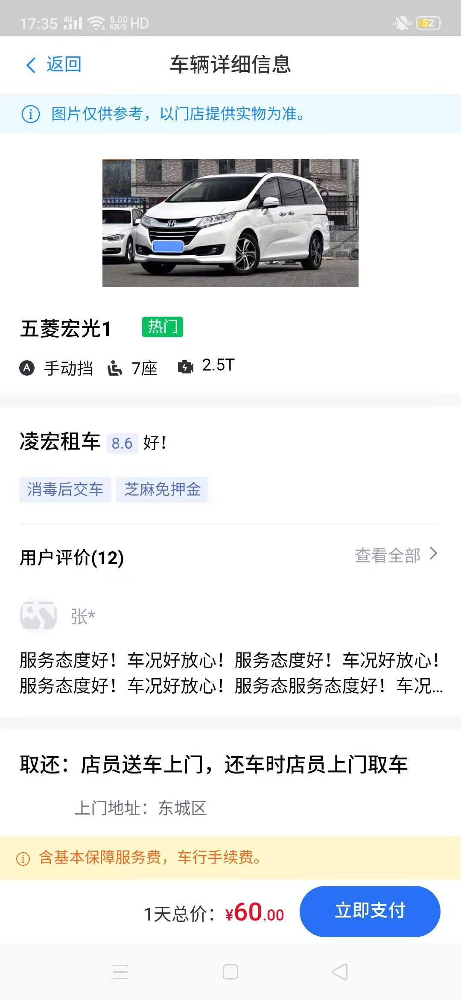 17:35 4G 5.00 KB/S HD 52
返回 车辆详细信息
图片仅供参考，以门店提供实物为准。
五菱宏光1 热门
A 手动挡 7座 2.5T
凌宏租车 8.6 好！
消毒后交车 芝麻免押金
用户评价(12) 查看全部
张*
服务态度好！车况好放心！服务态度好！车况好放心！
服务态度好！车况好放心！服务态服务态度好！车况...
取还：店员送车上门，还车时店员上门取车
上门地址：东城区
含基本保障服务费，车行手续费。
1天总价：¥60.00 立即支付